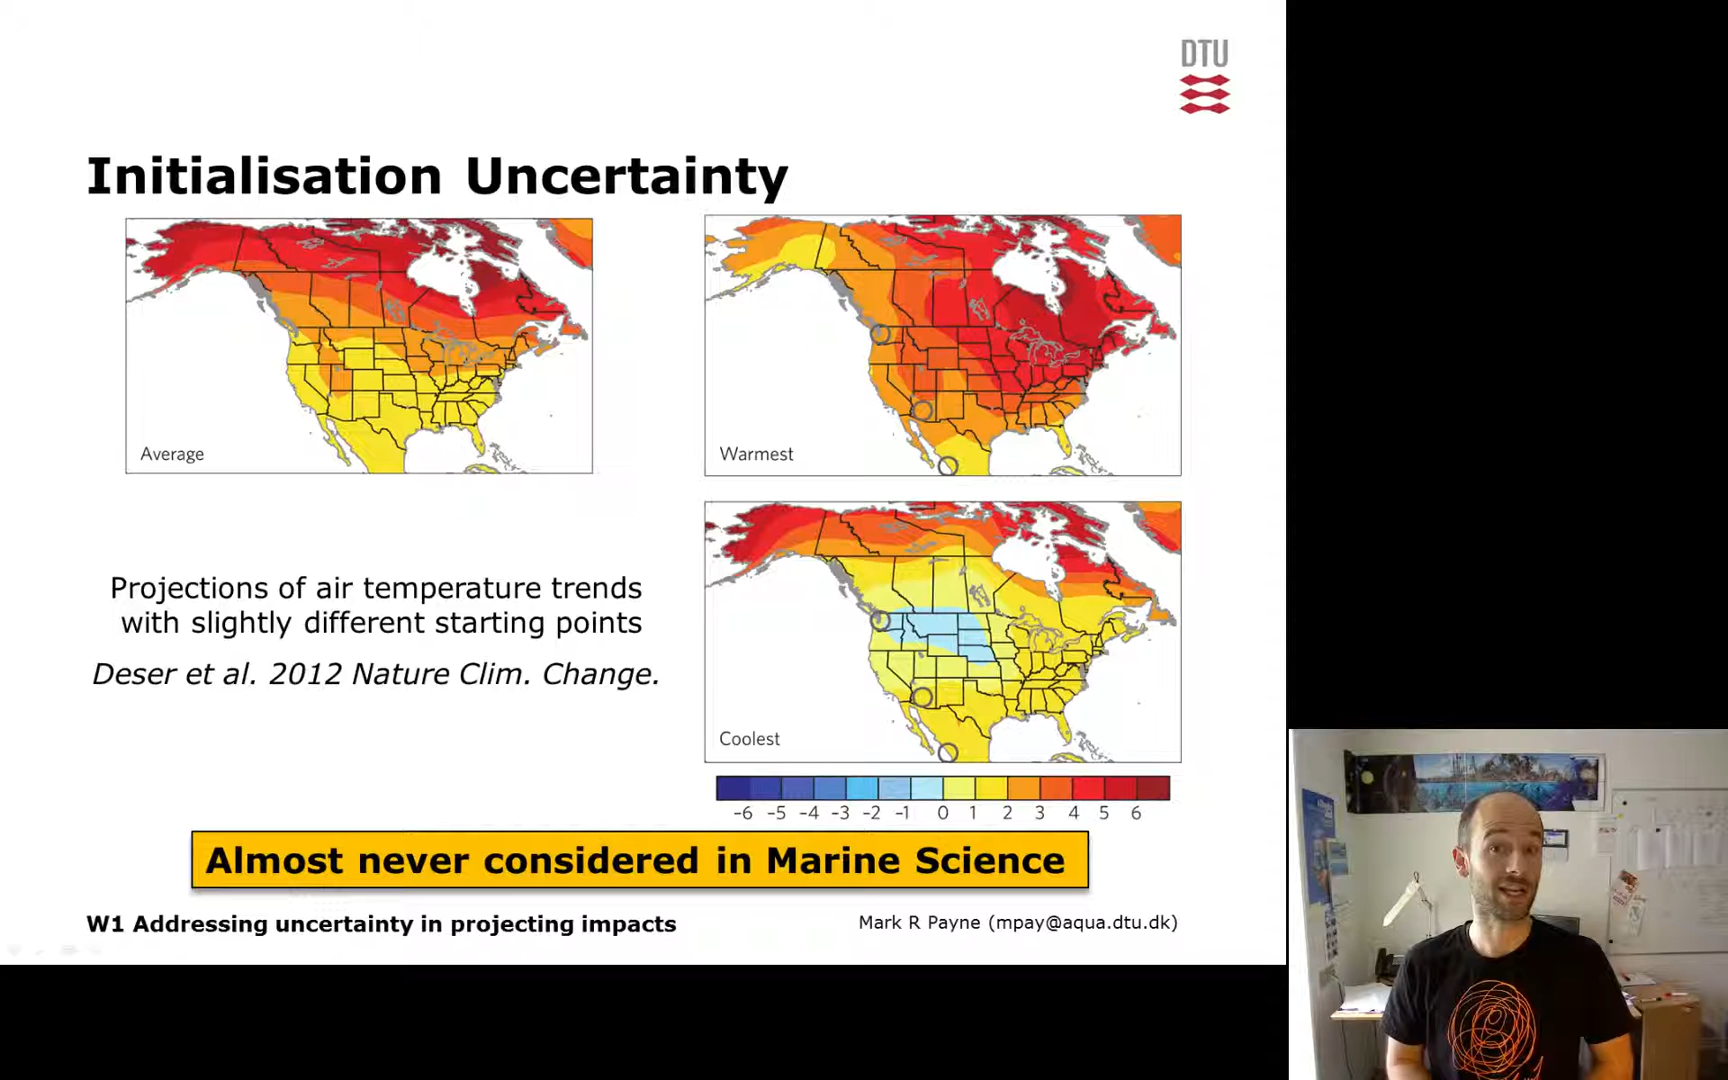 DTU
Initialisation Uncertainty
Average
Warmest
Projections of air temperature trends
with slightly different starting points
Deser et al. 2012 Nature Clim. Change.
Coolest
-6 -5 -4 -3 -2 -1 0 1 2 3 4 5 6
Almost never considered in Marine Science
W1 Addressing uncertainty in projecting impacts
Mark R Payne (mpay@aqua.dtu.dk)